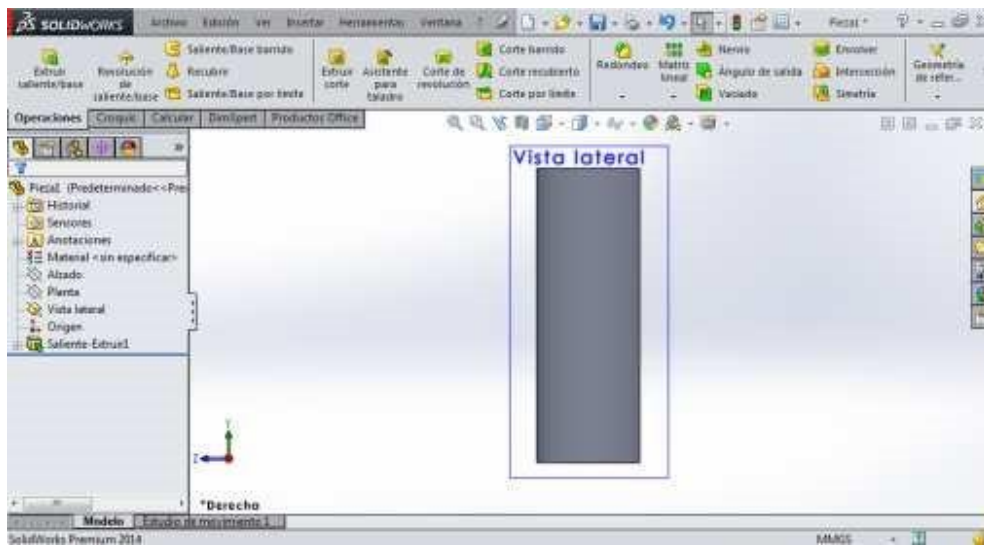 SOLIDWORKS Archivo Edición Ver Insertar Herramientas Ventana ? Pieza1 *
Extruir saliente/base
Revolución de saliente/base
Saliente/Base barrido
Recubrir
Saliente/Base por límite
Extruir corte
Asistente para taladro
Corte de revolución
Corte barrido
Corte recubierto
Corte por límite
Redondeo
Matriz lineal
Nervio
Ángulo de salida
Vaciado
Envolver
Intersección
Simetría
Geometría de refer...
Operaciones Croquis Calcular DimXpert Productos Office
Pieza1 (Predeterminado<<Pre
Historial
Sensores
Anotaciones
Material <sin especificar>
Alzado
Planta
Vista lateral
Origen
Saliente-Extruir1
Vista lateral
Y
Z
*Derecha
Modelo Estudio de movimiento 1
SolidWorks Premium 2014 MMGS